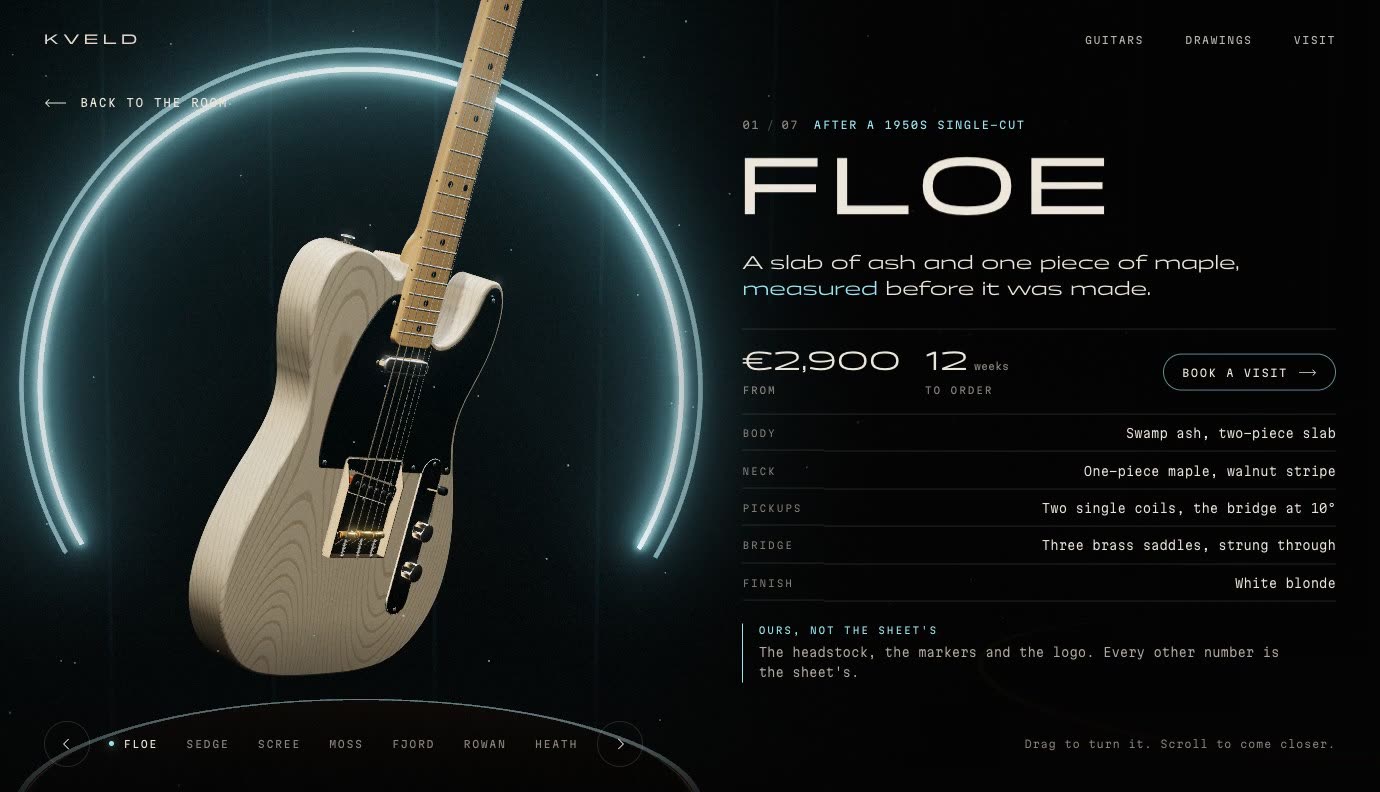 KVELD
GUITARS DRAWINGS VISIT
← BACK TO THE ROOM
01 / 07 AFTER A 1950S SINGLE-CUT
FLOE
A slab of ash and one piece of maple,
measured before it was made.
€2,900 12 weeks
FROM TO ORDER
BOOK A VISIT →
BODY Swamp ash, two-piece slab
NECK One-piece maple, walnut stripe
PICKUPS Two single coils, the bridge at 10°
BRIDGE Three brass saddles, strung through
FINISH White blonde
OURS, NOT THE SHEET'S
The headstock, the markers and the logo. Every other number is
the sheet's.
FLOE SEDGE SCREE MOSS FJORD ROWAN HEATH
Drag to turn it. Scroll to come closer.